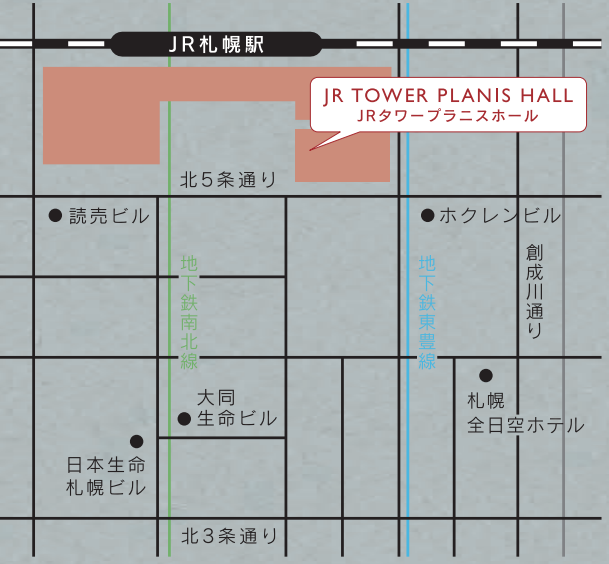 JR札幌駅
JR TOWER PLANIS HALL
JRタワープラニスホール
北5条通り
読売ビル
ホクレンビル
地下鉄南北線
地下鉄東豊線
創成川通り
大同
生命ビル
札幌
全日空ホテル
日本生命
札幌ビル
北3条通り